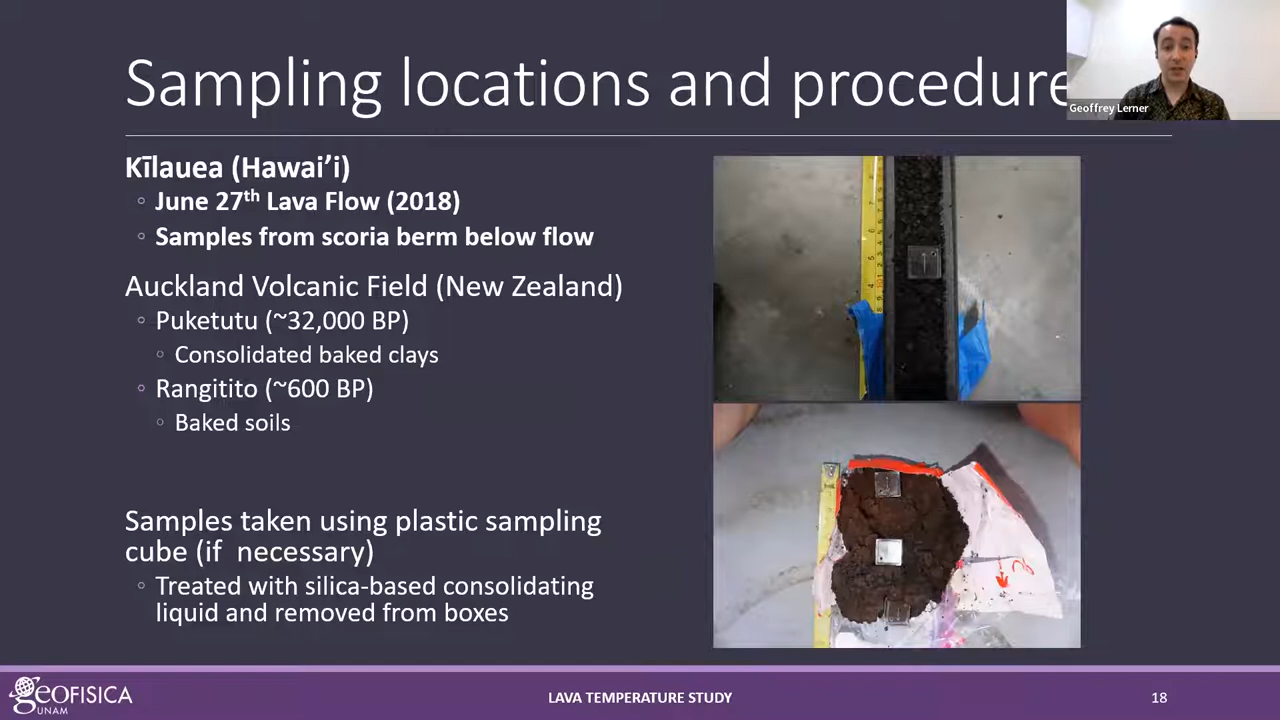 Sampling locations and procedure
Geoffrey Lerner
Kīlauea (Hawai’i)
June 27th Lava Flow (2018)
Samples from scoria berm below flow
Auckland Volcanic Field (New Zealand)
Puketutu (~32,000 BP)
Consolidated baked clays
Rangitito (~600 BP)
Baked soils
Samples taken using plastic sampling
cube (if necessary)
Treated with silica-based consolidating
liquid and removed from boxes
GEOFISICA
UNAM
LAVA TEMPERATURE STUDY
18